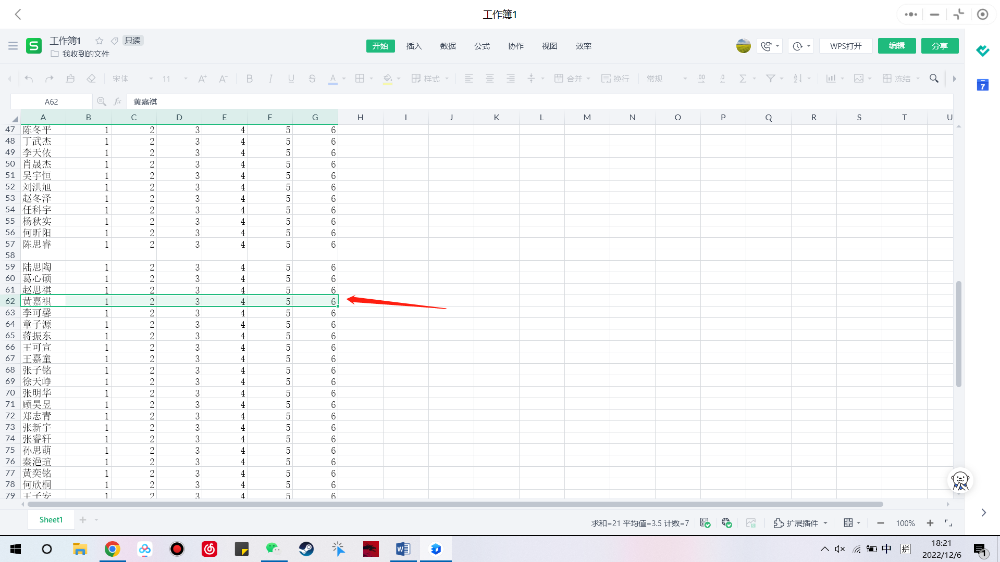 工作簿1
工作簿1 只读
我收到的文件
开始 插入 数据 公式 协作 视图 效率
WPS打开 编辑 分享
宋体 11 A+ A- B I U S A 样式 合并 换行 常规 .00 .0 冻结
7
A62 fx 黄嘉祺
A B C D E F G H I J K L M N O P Q R S T U
47 陈冬平 1 2 3 4 5 6
48 丁武杰 1 2 3 4 5 6
49 李天依 1 2 3 4 5 6
50 肖晟杰 1 2 3 4 5 6
51 吴宇恒 1 2 3 4 5 6
52 刘洪旭 1 2 3 4 5 6
53 赵冬泽 1 2 3 4 5 6
54 任科宇 1 2 3 4 5 6
55 杨秋实 1 2 3 4 5 6
56 何昕阳 1 2 3 4 5 6
57 陈思睿 1 2 3 4 5 6
58
59 陆思陶 1 2 3 4 5 6
60 葛心硕 1 2 3 4 5 6
61 赵思祺 1 2 3 4 5 6
62 黄嘉祺 1 2 3 4 5 6
63 李可馨 1 2 3 4 5 6
64 章子源 1 2 3 4 5 6
65 蒋振东 1 2 3 4 5 6
66 王可宣 1 2 3 4 5 6
67 王嘉童 1 2 3 4 5 6
68 张子铭 1 2 3 4 5 6
69 徐天峥 1 2 3 4 5 6
70 张明华 1 2 3 4 5 6
71 顾昊昱 1 2 3 4 5 6
72 郑志青 1 2 3 4 5 6
73 张新宇 1 2 3 4 5 6
74 张睿轩 1 2 3 4 5 6
75 孙思萌 1 2 3 4 5 6
76 秦浥瑄 1 2 3 4 5 6
77 黄奕铭 1 2 3 4 5 6
78 何欣桐 1 2 3 4 5 6
79 王子安 1 2 3 4 5 6
Sheet1
求和=21 平均值=3.5 计数=7 扩展插件 100%
中 拼 18:21
2022/12/6 1